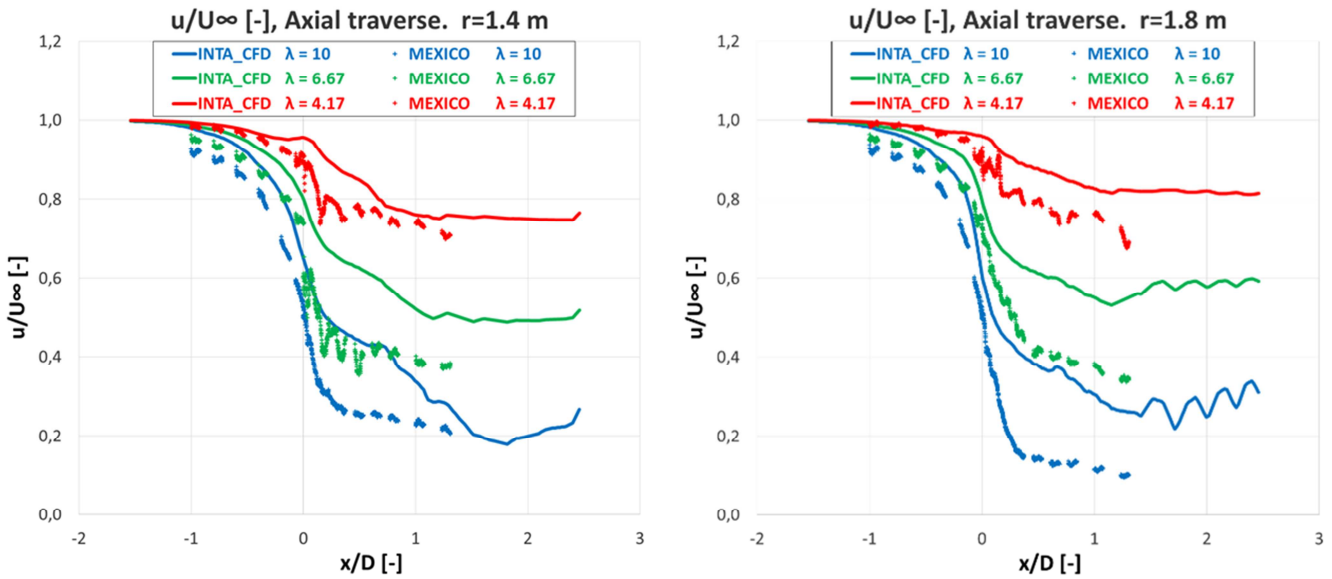 u/U∞ [-], Axial traverse. r=1.4 m
1,2
1,0
0,8
0,6
0,4
0,2
0,0
u/U∞ [-]
INTA_CFD λ = 10 MEXICO λ = 10
INTA_CFD λ = 6.67 MEXICO λ = 6.67
INTA_CFD λ = 4.17 MEXICO λ = 4.17
-2 -1 0 1 2 3
x/D [-]
u/U∞ [-], Axial traverse. r=1.8 m
1,2
1,0
0,8
0,6
0,4
0,2
0,0
u/U∞ [-]
INTA_CFD λ = 10 MEXICO λ = 10
INTA_CFD λ = 6.67 MEXICO λ = 6.67
INTA_CFD λ = 4.17 MEXICO λ = 4.17
-2 -1 0 1 2 3
x/D [-]